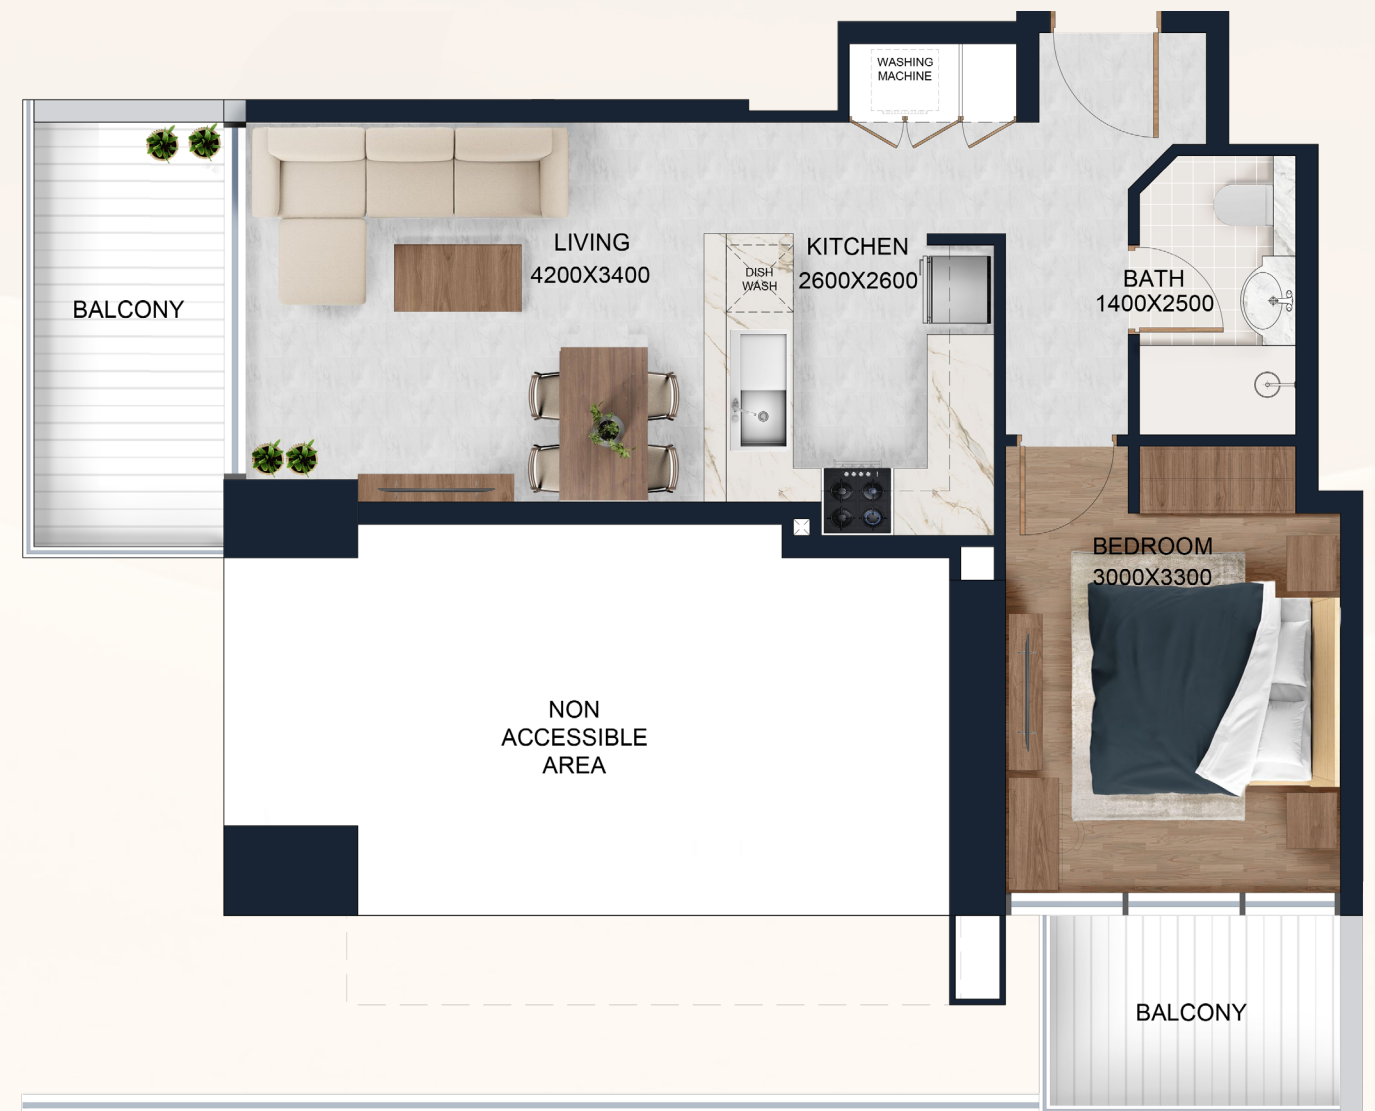 WASHING
MACHINE
LIVING
4200X3400
KITCHEN
2600X2600
DISH
WASH
BATH
1400X2500
BALCONY
BEDROOM
3000X3300
NON
ACCESSIBLE
AREA
BALCONY